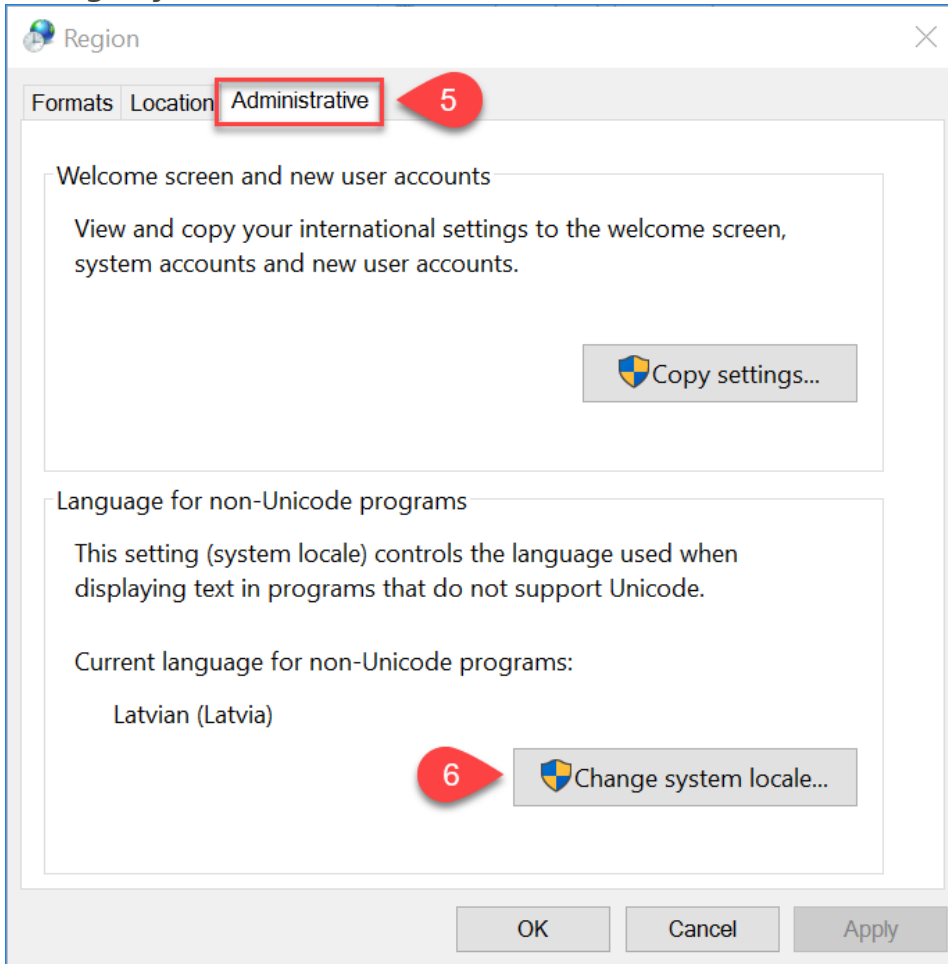 Region
Formats Location Administrative 5
Welcome screen and new user accounts
View and copy your international settings to the welcome screen,
system accounts and new user accounts.
Copy settings...
Language for non-Unicode programs
This setting (system locale) controls the language used when
displaying text in programs that do not support Unicode.
Current language for non-Unicode programs:
Latvian (Latvia)
6 Change system locale...
OK Cancel Apply